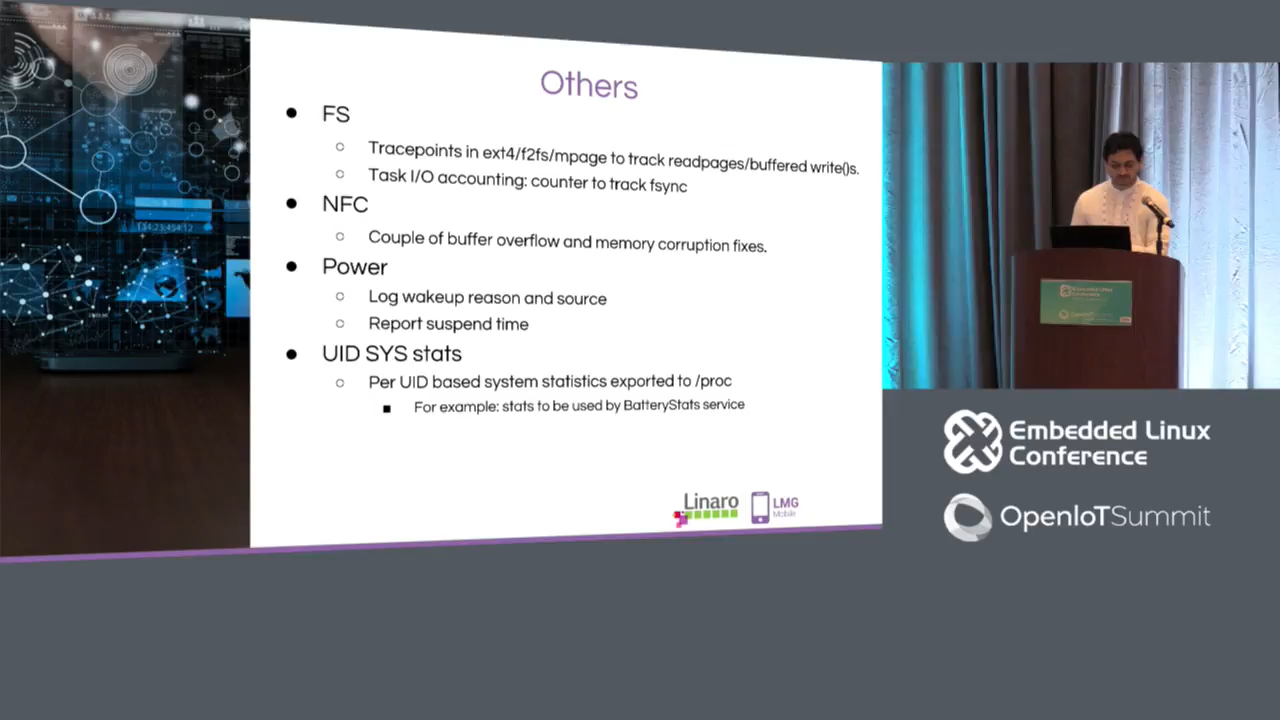 Others
● FS
○ Tracepoints in ext4/f2fs/mpage to track readpages/buffered write()s.
○ Task I/O accounting: counter to track fsync
● NFC
○ Couple of buffer overflow and memory corruption fixes.
● Power
○ Log wakeup reason and source
○ Report suspend time
● UID SYS stats
○ Per UID based system statistics exported to /proc
■ For example: stats to be used by BatteryStats service
Linaro
LMG
Mobile
Embedded Linux
Conference
Embedded Linux
Conference
OpenIoTSummit